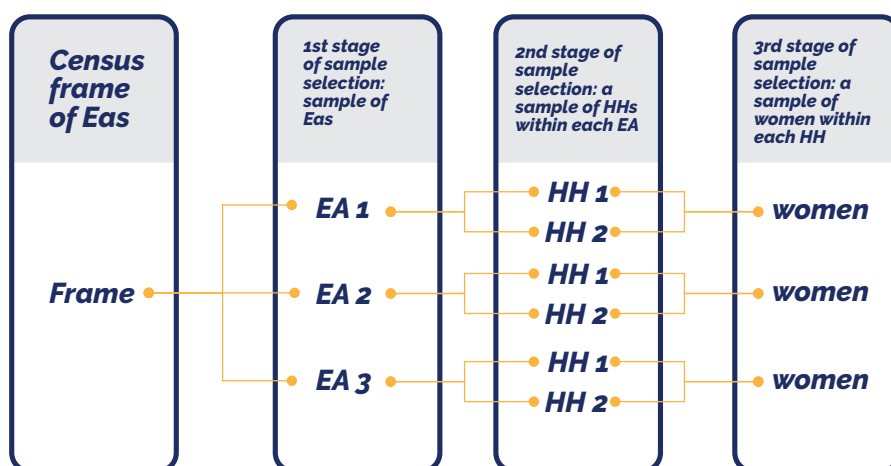 Census
frame
of Eas
1st stage
of sample
selection:
sample of
Eas
2nd stage of
sample
selection: a
sample of HHs
within each EA
3rd stage of
sample
selection: a
sample of
women within
each HH
Frame
EA 1
EA 2
EA 3
HH 1
HH 2
HH 1
HH 2
HH 1
HH 2
women
women
women